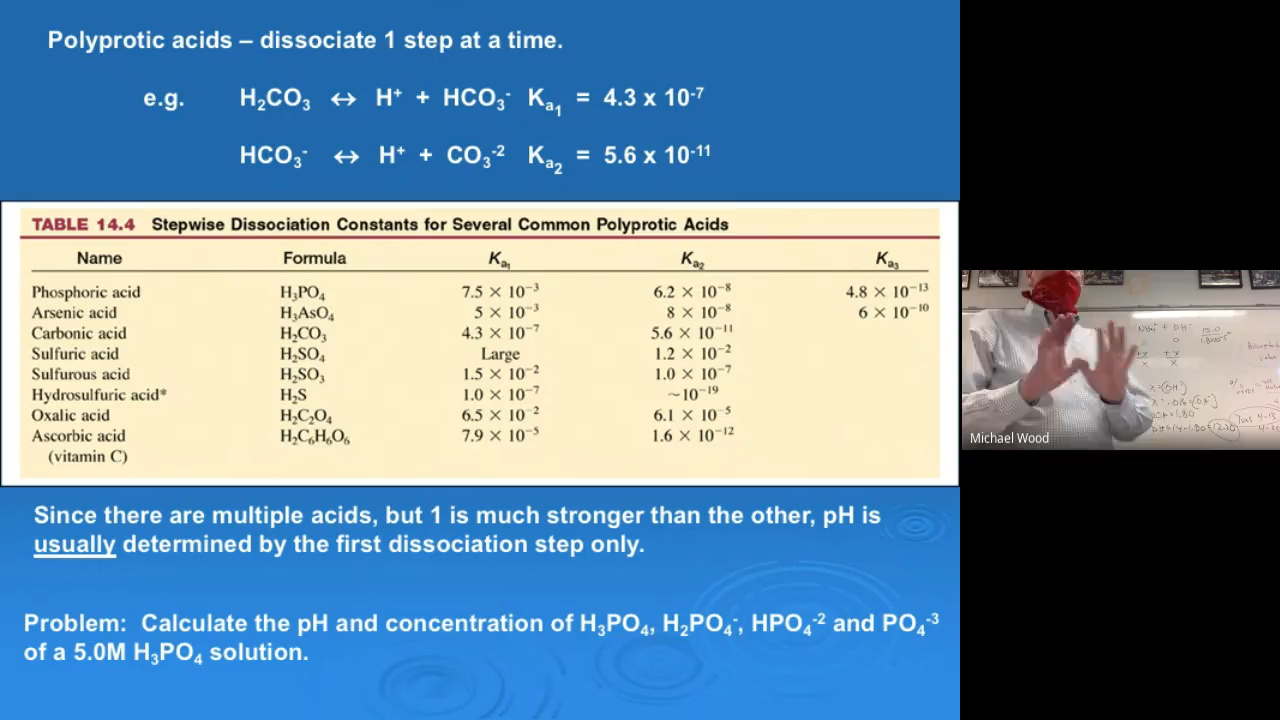 Polyprotic acids – dissociate 1 step at a time.
e.g. H₂CO₃ ↔ H⁺ + HCO₃⁻ Kₐ₁ = 4.3 x 10⁻⁷
HCO₃⁻ ↔ H⁺ + CO₃⁻² Kₐ₂ = 5.6 x 10⁻¹¹
TABLE 14.4 Stepwise Dissociation Constants for Several Common Polyprotic Acids
Name Formula Kₐ₁ Kₐ₂ Kₐ₃
Phosphoric acid H₃PO₄ 7.5 × 10⁻³ 6.2 × 10⁻⁸ 4.8 × 10⁻¹³
Arsenic acid H₃AsO₄ 5 × 10⁻³ 8 × 10⁻⁸ 6 × 10⁻¹⁰
Carbonic acid H₂CO₃ 4.3 × 10⁻⁷ 5.6 × 10⁻¹¹
Sulfuric acid H₂SO₄ Large 1.2 × 10⁻²
Sulfurous acid H₂SO₃ 1.5 × 10⁻² 1.0 × 10⁻⁷
Hydrosulfuric acid* H₂S 1.0 × 10⁻⁷ ~10⁻¹⁹
Oxalic acid H₂C₂O₄ 6.5 × 10⁻² 6.1 × 10⁻⁵
Ascorbic acid H₂C₆H₆O₆ 7.9 × 10⁻⁵ 1.6 × 10⁻¹²
(vitamin C)
Since there are multiple acids, but 1 is much stronger than the other, pH is
usually determined by the first dissociation step only.
Problem: Calculate the pH and concentration of H₃PO₄, H₂PO₄⁻, HPO₄⁻² and PO₄⁻³
of a 5.0M H₃PO₄ solution.
Michael Wood